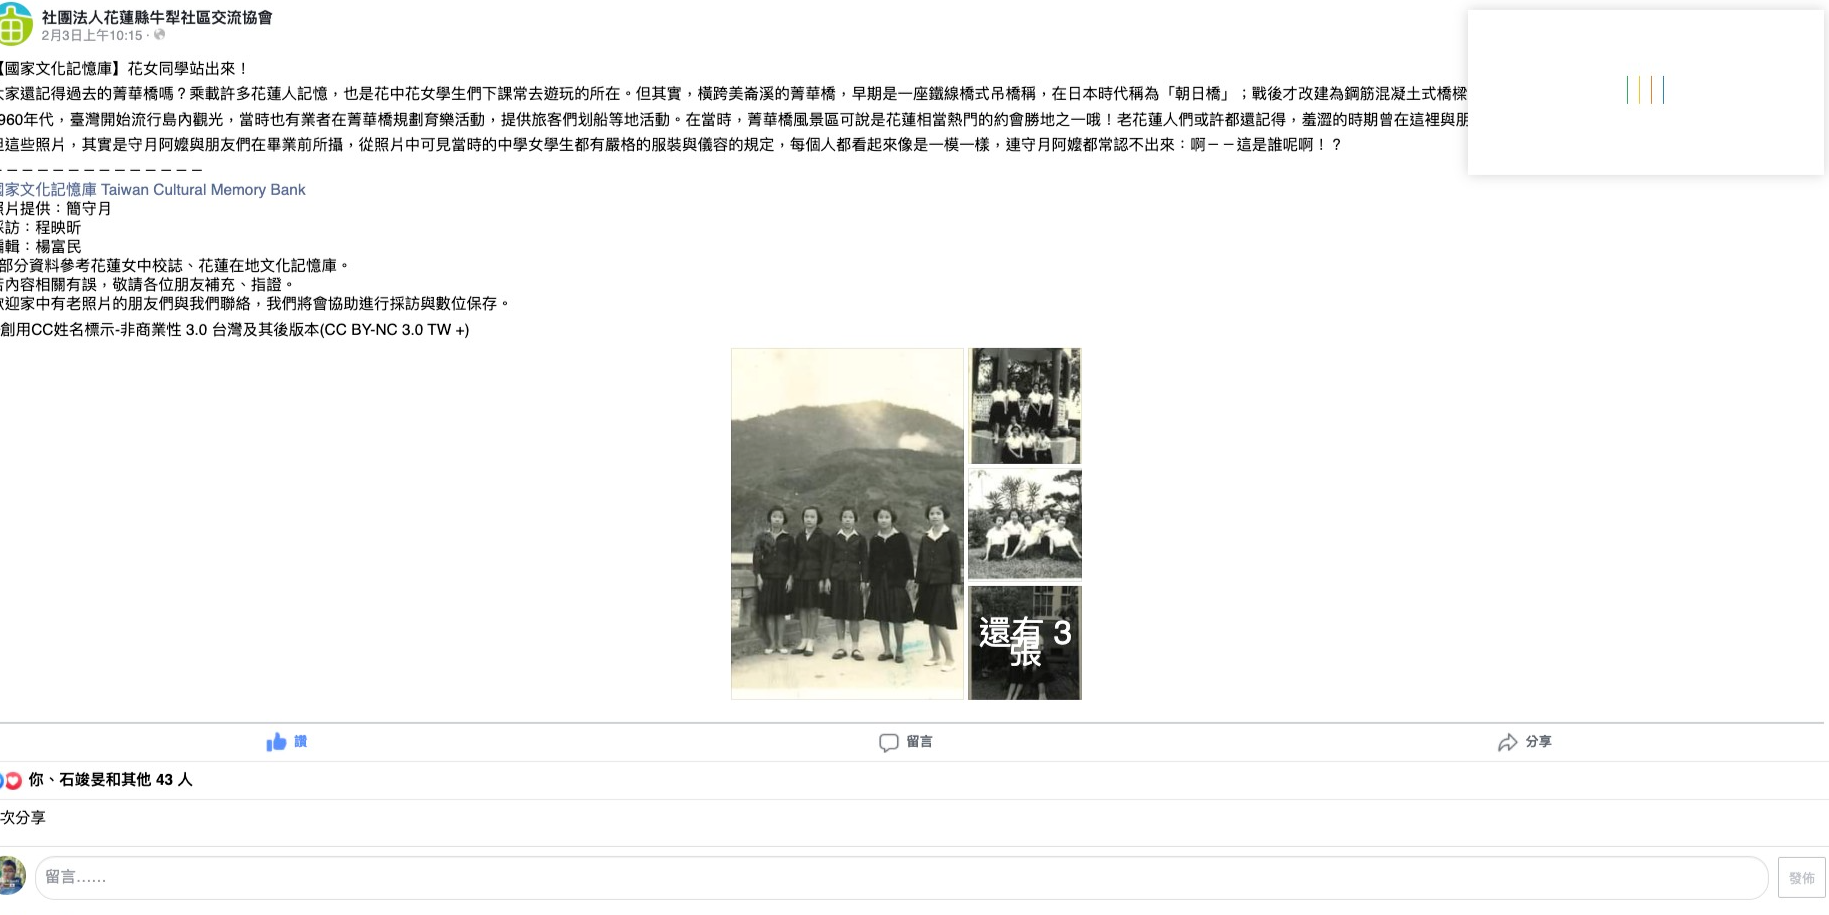 社團法人花蓮縣牛犁社區交流協會
2月3日上午10:15 ·
【國家文化記憶庫】花女同學站出來！
家還記得過去的菁華橋嗎？乘載許多花蓮人記憶，也是花中花女學生們下課常去遊玩的所在。但其實，橫跨美崙溪的菁華橋，早期是一座鐵線橋式吊橋稱，在日本時代稱為「朝日橋」；戰後才改建為鋼筋混凝土式橋樑
960年代，臺灣開始流行島內觀光，當時也有業者在菁華橋規劃育樂活動，提供旅客們划船等地活動。在當時，菁華橋風景區可說是花蓮相當熱門的約會勝地之一哦！老花蓮人們或許都還記得，羞澀的時期曾在這裡與朋
這些照片，其實是守月阿嬤與朋友們在畢業前所攝，從照片中可見當時的中學女學生都有嚴格的服裝與儀容的規定，每個人都看起來像是一模一樣，連守月阿嬤都常認不出來：啊－－這是誰呢啊！？
－－－－－－－－－－－－－－
國家文化記憶庫 Taiwan Cultural Memory Bank
照片提供：簡守月
採訪：程映昕
編輯：楊富民
部分資料參考花蓮女中校誌、花蓮在地文化記憶庫。
若內容相關有誤，敬請各位朋友補充、指證。
歡迎家中有老照片的朋友們與我們聯絡，我們將會協助進行採訪與數位保存。
創用CC姓名標示-非商業性 3.0 台灣及其後版本(CC BY-NC 3.0 TW +)
還有 3
張
讚
留言
分享
你、石竣旻和其他 43 人
次分享
留言......
發佈